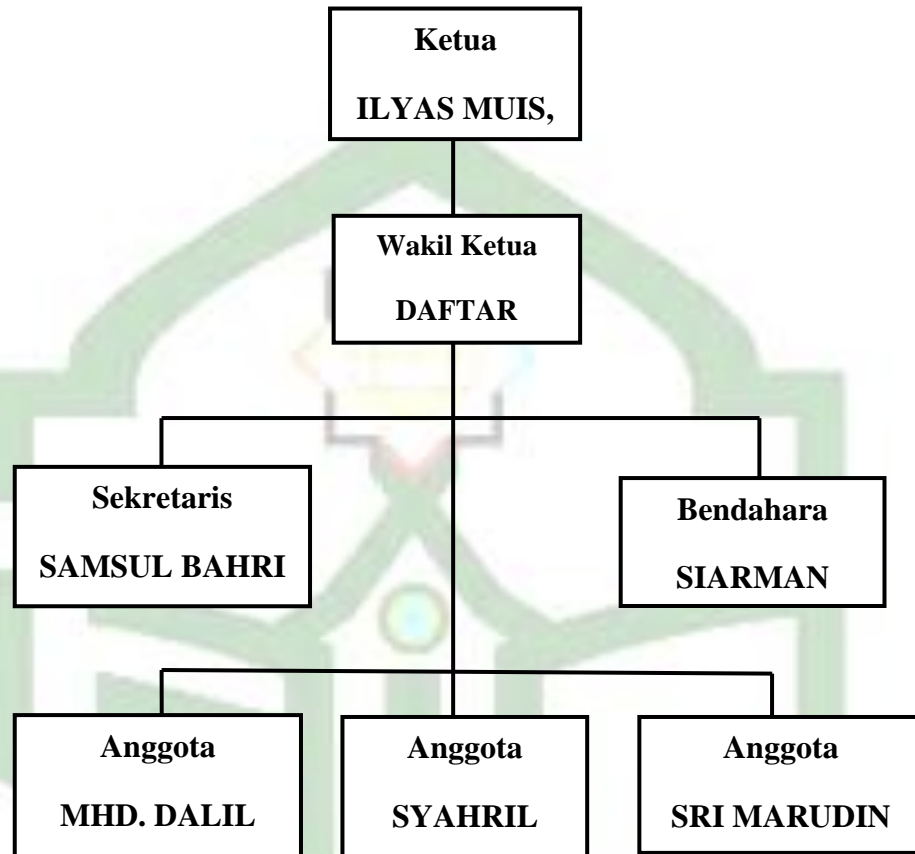 Ketua
ILYAS MUIS,
Wakil Ketua
DAFTAR
Sekretaris
SAMSUL BAHRI
Bendahara
SIARMAN
Anggota
MHD. DALIL
Anggota
SYAHRIL
Anggota
SRI MARUDIN